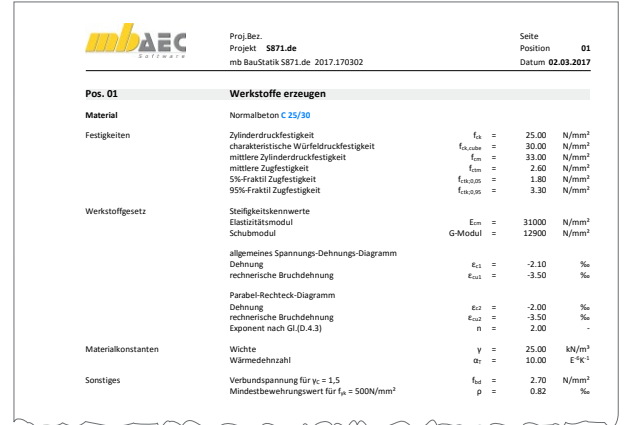 mb AEC
Software
Proj.Bez. Seite
Projekt S871.de Position 01
mb BauStatik S871.de 2017.170302 Datum 02.03.2017
Pos. 01 Werkstoffe erzeugen
Material Normalbeton C 25/30
Festigkeiten Zylinderdruckfestigkeit fck = 25.00 N/mm²
charakteristische Würfeldruckfestigkeit fck,cube = 30.00 N/mm²
mittlere Zylinderdruckfestigkeit fcm = 33.00 N/mm²
mittlere Zugfestigkeit fctm = 2.60 N/mm²
5%-Fraktil Zugfestigkeit fctk;0,05 = 1.80 N/mm²
95%-Fraktil Zugfestigkeit fctk;0,95 = 3.30 N/mm²
Werkstoffgesetz Steifigkeitskennwerte
Elastizitätsmodul Ecm = 31000 N/mm²
Schubmodul G-Modul = 12900 N/mm²
allgemeines Spannungs-Dehnungs-Diagramm
Dehnung εc1 = -2.10 ‰
rechnerische Bruchdehnung εcu1 = -3.50 ‰
Parabel-Rechteck-Diagramm
Dehnung εc2 = -2.00 ‰
rechnerische Bruchdehnung εcu2 = -3.50 ‰
Exponent nach Gl.(D.4.3) n = 2.00 -
Materialkonstanten Wichte γ = 25.00 kN/m³
Wärmedehnzahl αT = 10.00 E⁻⁶K⁻¹
Sonstiges Verbundspannung für γC = 1,5 fbd = 2.70 N/mm²
Mindestbewehrungswert für fyk = 500N/mm² ρ = 0.82 ‰